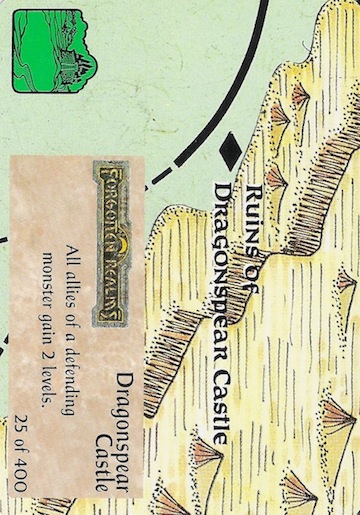 Ruins of
Dragonspear Castle
FORGOTTEN REALMS
Dragonspear
Castle
All allies of a defending
monster gain 2 levels.
25 of 400